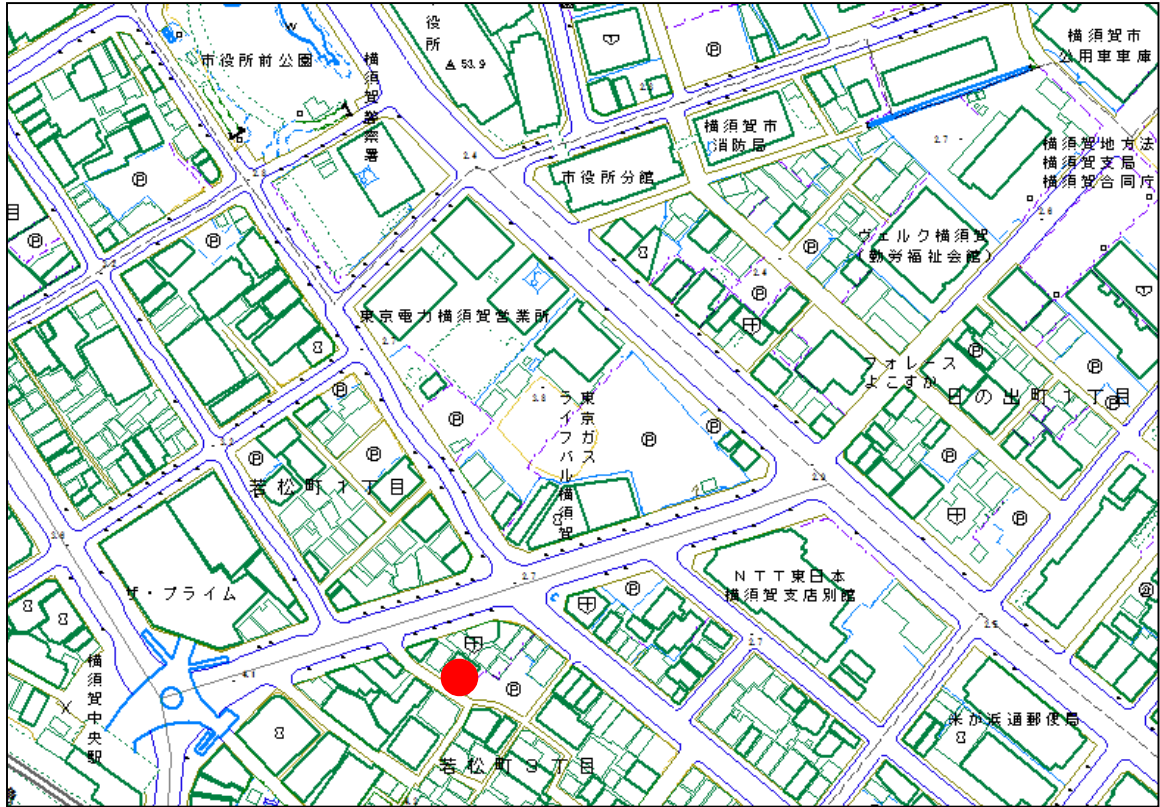 市役所
▲53.9
市役所前公園
横須賀警察署
横須賀市
公用車車庫
横須賀市
消防局
市役所分館
横須賀地方法
横須賀支局
横須賀合同庁
ヴェルク横須賀
(勤労福祉会館)
目
東京電力横須賀営業所
フォレース
よこすか
日の出町1丁目
東京ガス
ライフバル横須賀
若松町1丁目
ザ・プライム
NTT東日本
横須賀支店別館
横須賀中央駅
米が浜通郵便局
若松町3丁目